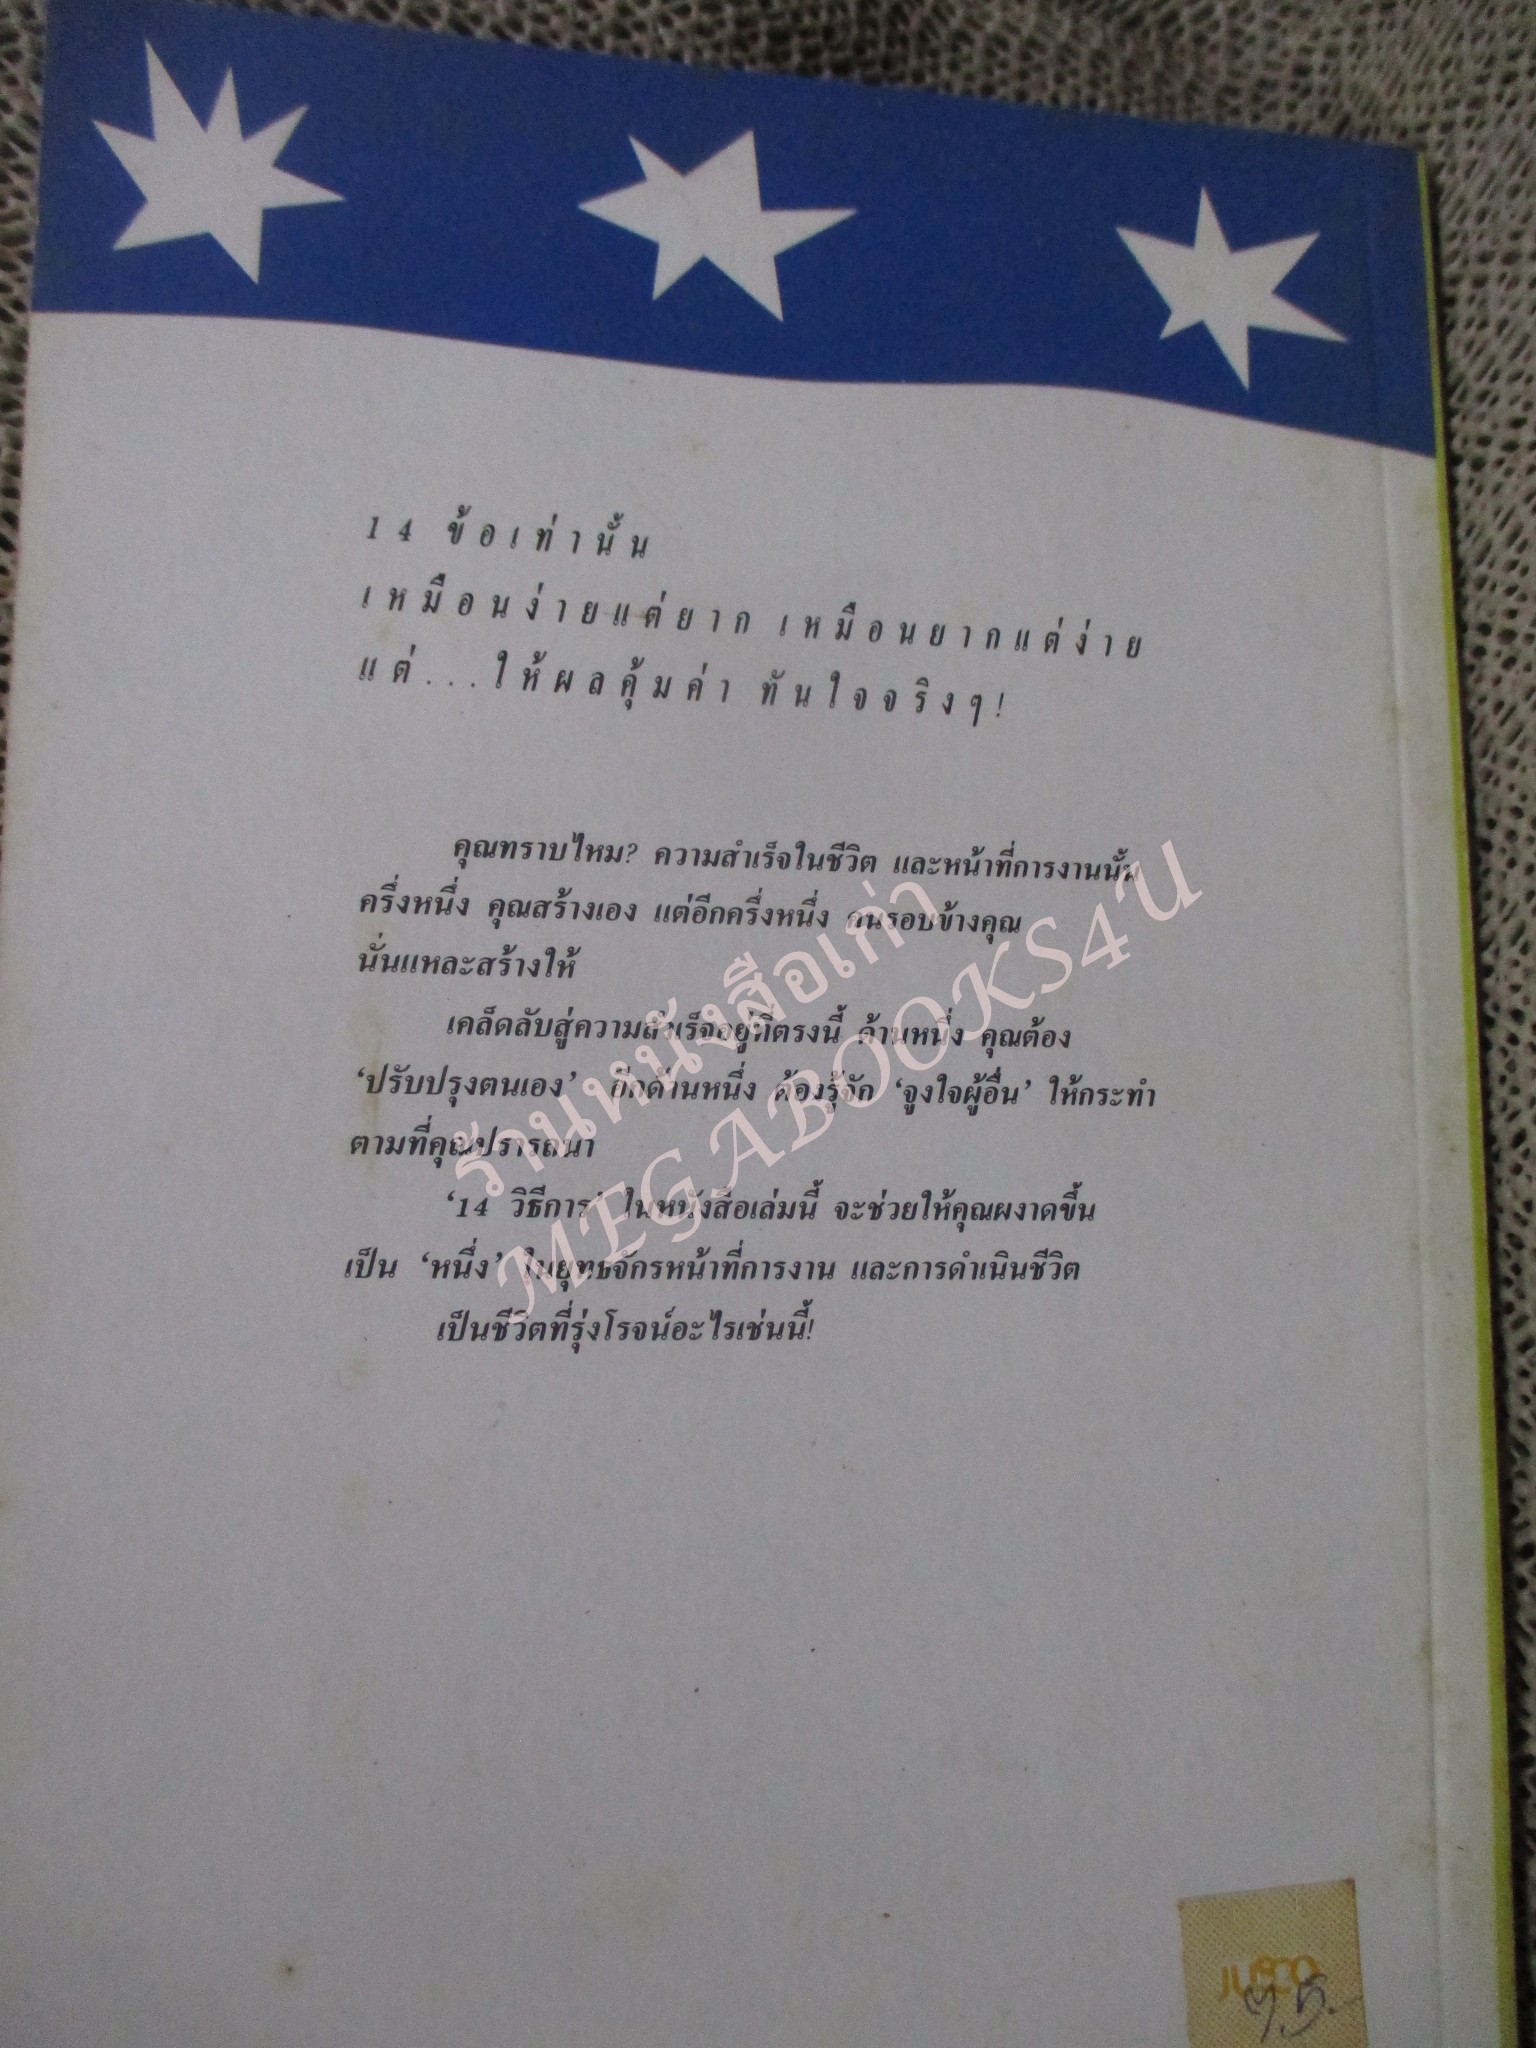 14 ข้อเท่านั้น
เหมือนง่ายแต่ยาก เหมือนยากแต่ง่าย
แต่...ให้ผลคุ้มค่า ทันใจจริงๆ!
คุณทราบไหม? ความสำเร็จในชีวิต และหน้าที่การงานนั้น
ครึ่งหนึ่ง คุณสร้างเอง แต่อีกครึ่งหนึ่ง คนรอบข้างคุณ
นั่นแหละสร้างให้
เคล็ดลับสู่ความสำเร็จอยู่ที่ตรงนี้ ด้านหนึ่ง คุณต้อง
‘ปรับปรุงตนเอง’ อีกด้านหนึ่ง ต้องรู้จัก ‘จูงใจผู้อื่น’ ให้กระทำ
ตามที่คุณปรารถนา
‘14 วิธีการ’ ในหนังสือเล่มนี้ จะช่วยให้คุณผงาดขึ้น
เป็น ‘หนึ่ง’ ในยุทธจักรหน้าที่การงาน และการดำเนินชีวิต
เป็นชีวิตที่รุ่งโรจน์อะไรเช่นนี้!
ร้านหนังสือเก่า
MEGABOOKS4U
JUSCO